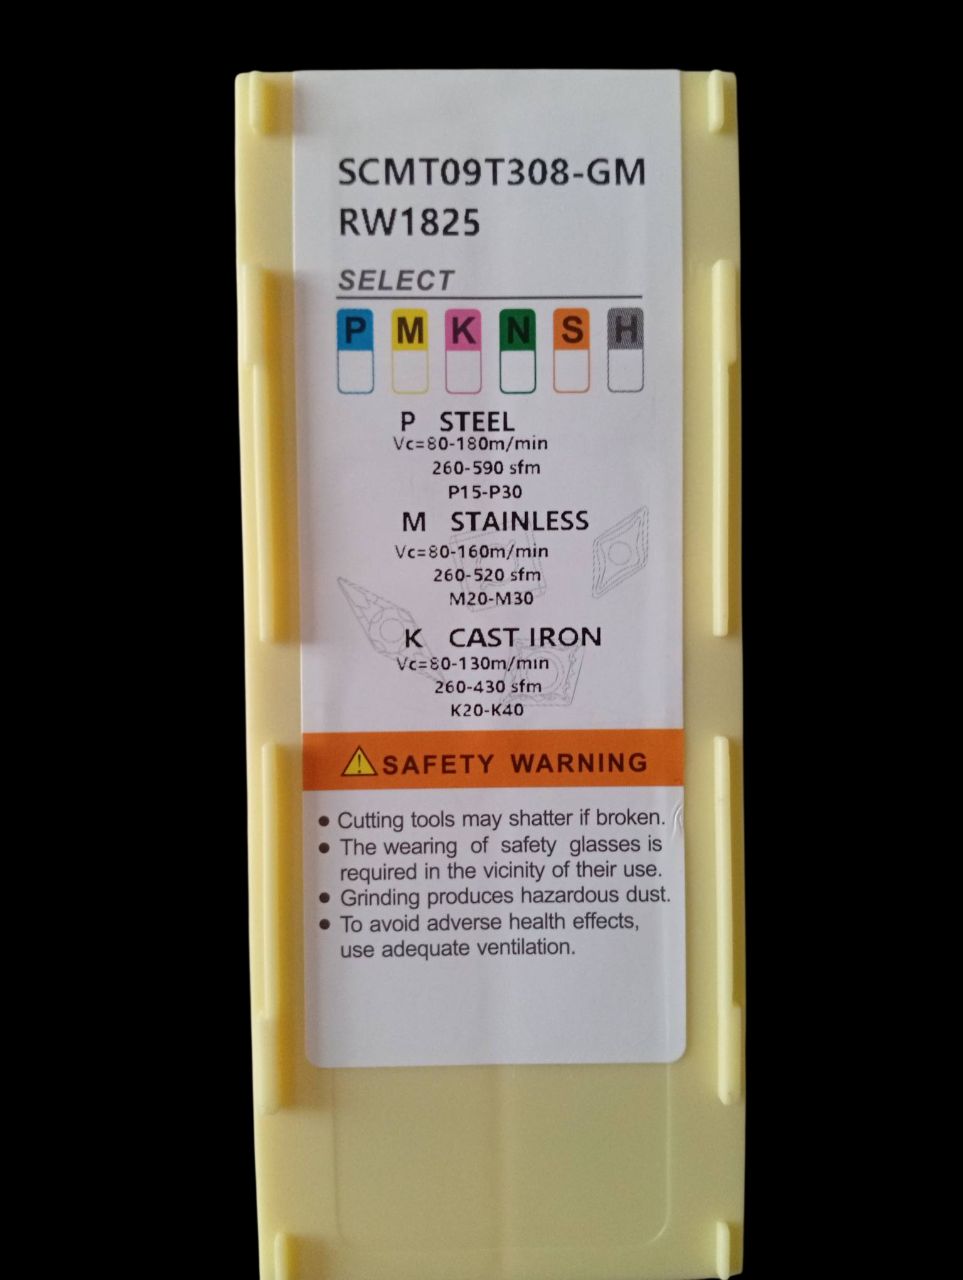 SCMT09T308-GM
RW1825
SELECT
P M K N S H
P STEEL
Vc=80-180m/min
260-590 sfm
P15-P30
M STAINLESS
Vc=80-160m/min
260-520 sfm
M20-M30
K CAST IRON
Vc=80-130m/min
260-430 sfm
K20-K40
SAFETY WARNING
● Cutting tools may shatter if broken.
● The wearing of safety glasses is
required in the vicinity of their use.
● Grinding produces hazardous dust.
● To avoid adverse health effects,
use adequate ventilation.